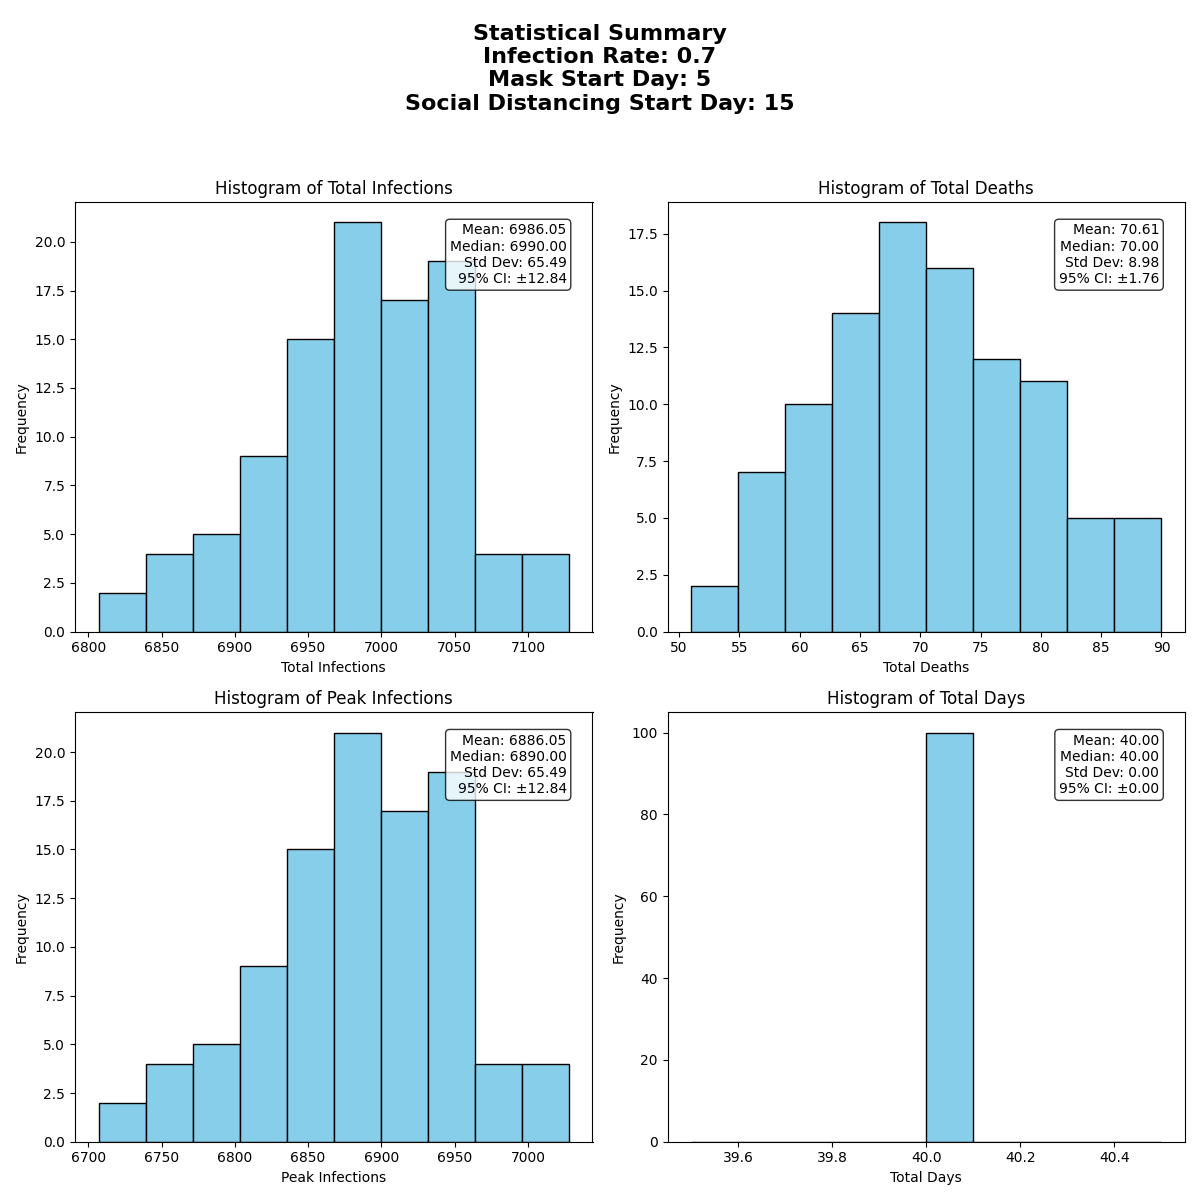 Statistical Summary
Infection Rate: 0.7
Mask Start Day: 5
Social Distancing Start Day: 15
Histogram of Total Infections
Mean: 6986.05
Median: 6990.00
Std Dev: 65.49
95% CI: ±12.84
Frequency
20.0
17.5
15.0
12.5
10.0
7.5
5.0
2.5
0.0
6800 6850 6900 6950 7000 7050 7100
Total Infections
Histogram of Total Deaths
Mean: 70.61
Median: 70.00
Std Dev: 8.98
95% CI: ±1.76
Frequency
17.5
15.0
12.5
10.0
7.5
5.0
2.5
0.0
50 55 60 65 70 75 80 85 90
Total Deaths
Histogram of Peak Infections
Mean: 6886.05
Median: 6890.00
Std Dev: 65.49
95% CI: ±12.84
Frequency
20.0
17.5
15.0
12.5
10.0
7.5
5.0
2.5
0.0
6700 6750 6800 6850 6900 6950 7000
Peak Infections
Histogram of Total Days
Mean: 40.00
Median: 40.00
Std Dev: 0.00
95% CI: ±0.00
Frequency
100
80
60
40
20
0
39.6 39.8 40.0 40.2 40.4
Total Days